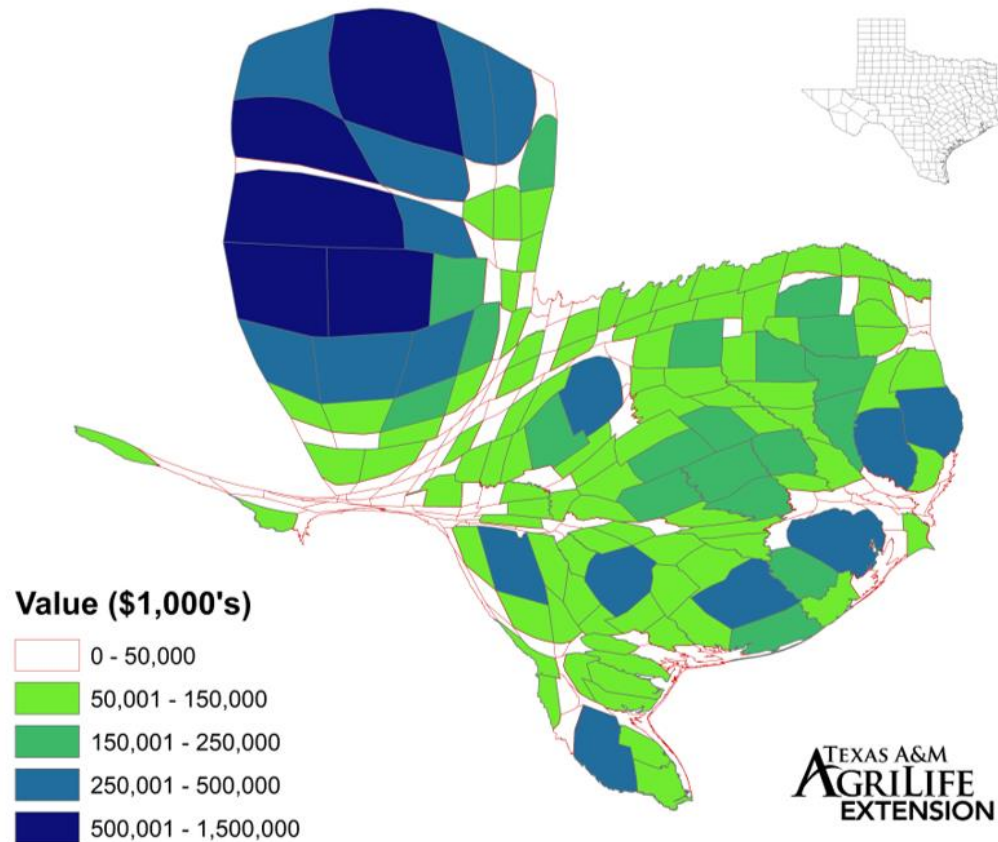 Value ($1,000's)
0 - 50,000
50,001 - 150,000
150,001 - 250,000
250,001 - 500,000
500,001 - 1,500,000
TEXAS A&M
AGRILIFE
EXTENSION